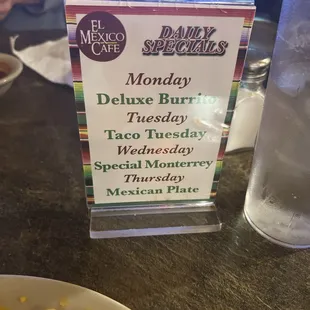 EL
MEXICO
CAFE
DAILY
SPECIALS
Monday
Deluxe Burrito
Tuesday
Taco Tuesday
Wednesday
Special Monterrey
Thursday
Mexican Plate